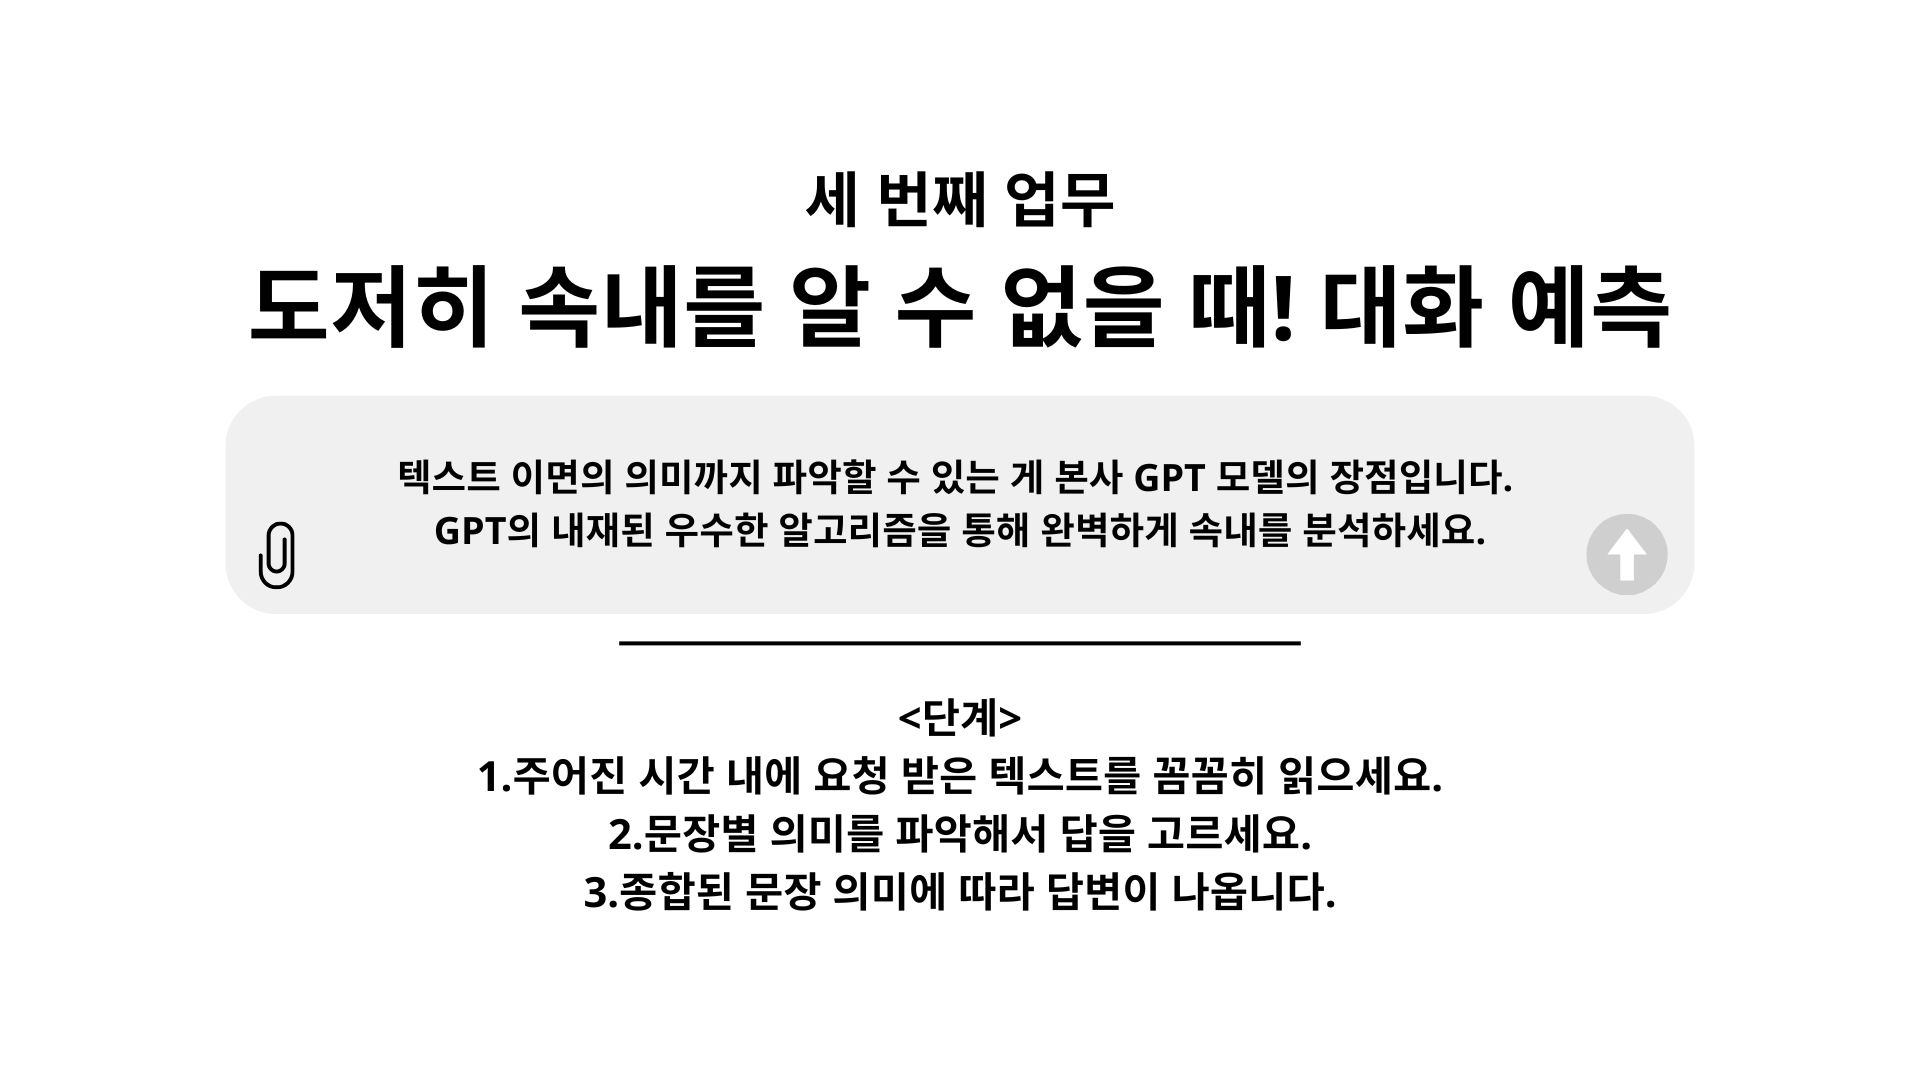 세 번째 업무
도저히 속내를 알 수 없을 때! 대화 예측
텍스트 이면의 의미까지 파악할 수 있는 게 본사 GPT 모델의 장점입니다.
GPT의 내재된 우수한 알고리즘을 통해 완벽하게 속내를 분석하세요.
<단계>
1.주어진 시간 내에 요청 받은 텍스트를 꼼꼼히 읽으세요.
2.문장별 의미를 파악해서 답을 고르세요.
3.종합된 문장 의미에 따라 답변이 나옵니다.